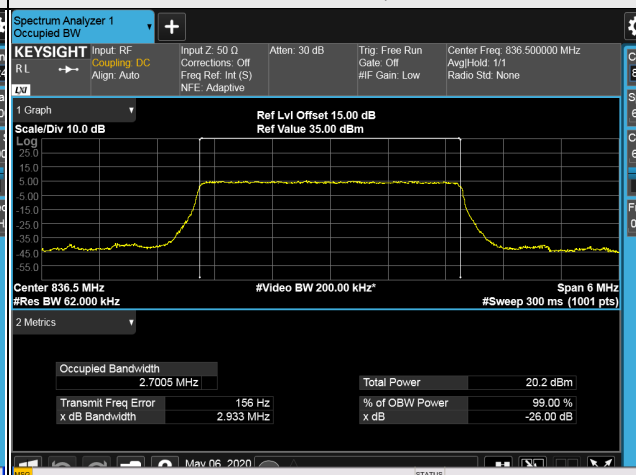 Spectrum Analyzer 1
Occupied BW
KEYSIGHT
R L
LXI
Input: RF
Coupling: DC
Align: Auto
Input Z: 50 Ω
Corrections: Off
Freq Ref: Int (S)
NFE: Adaptive
Atten: 30 dB
Trig: Free Run
Gate: Off
#IF Gain: Low
Center Freq: 836.500000 MHz
Avg|Hold: 1/1
Radio Std: None
1 Graph
Scale/Div 10.0 dB
Ref Lvl Offset 15.00 dB
Ref Value 35.00 dBm
Log
25.0
15.0
5.00
-5.00
-15.0
-25.0
-35.0
-45.0
-55.0
Center 836.5 MHz
#Video BW 200.00 kHz*
Span 6 MHz
#Res BW 62.000 kHz
#Sweep 300 ms (1001 pts)
2 Metrics
Occupied Bandwidth
2.7005 MHz
Total Power 20.2 dBm
Transmit Freq Error 156 Hz
% of OBW Power 99.00 %
x dB Bandwidth 2.933 MHz
x dB -26.00 dB
May 06, 2020
MSG
STATUS